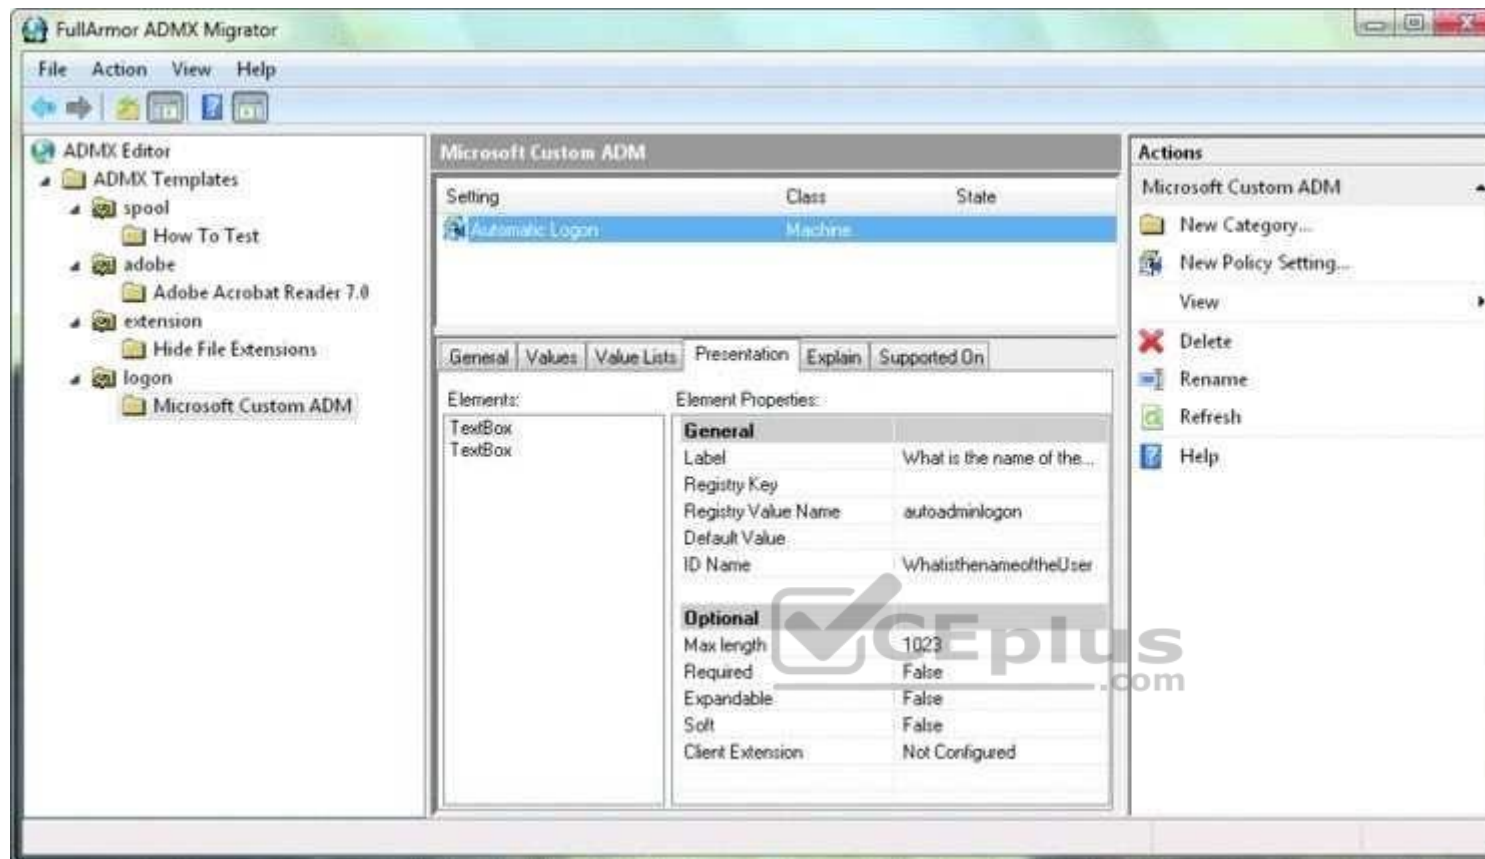 FullArmor ADMX Migrator
File Action View Help
ADMX Editor
ADMX Templates
spool
How To Test
adobe
Adobe Acrobat Reader 7.0
extension
Hide File Extensions
logon
Microsoft Custom ADM
Microsoft Custom ADM
Setting Class State
Automatic Logon Machine
General Values Value Lists Presentation Explain Supported On
Elements:
TextBox
TextBox
Element Properties:
General
Label What is the name of the...
Registry Key
Registry Value Name autoadminlogon
Default Value
ID Name WhatisthenameoftheUser
Optional
Max length 1023
Required False
Expandable False
Soft False
Client Extension Not Configured
Actions
Microsoft Custom ADM
New Category...
New Policy Setting...
View
Delete
Rename
Refresh
Help
CEplus
.com